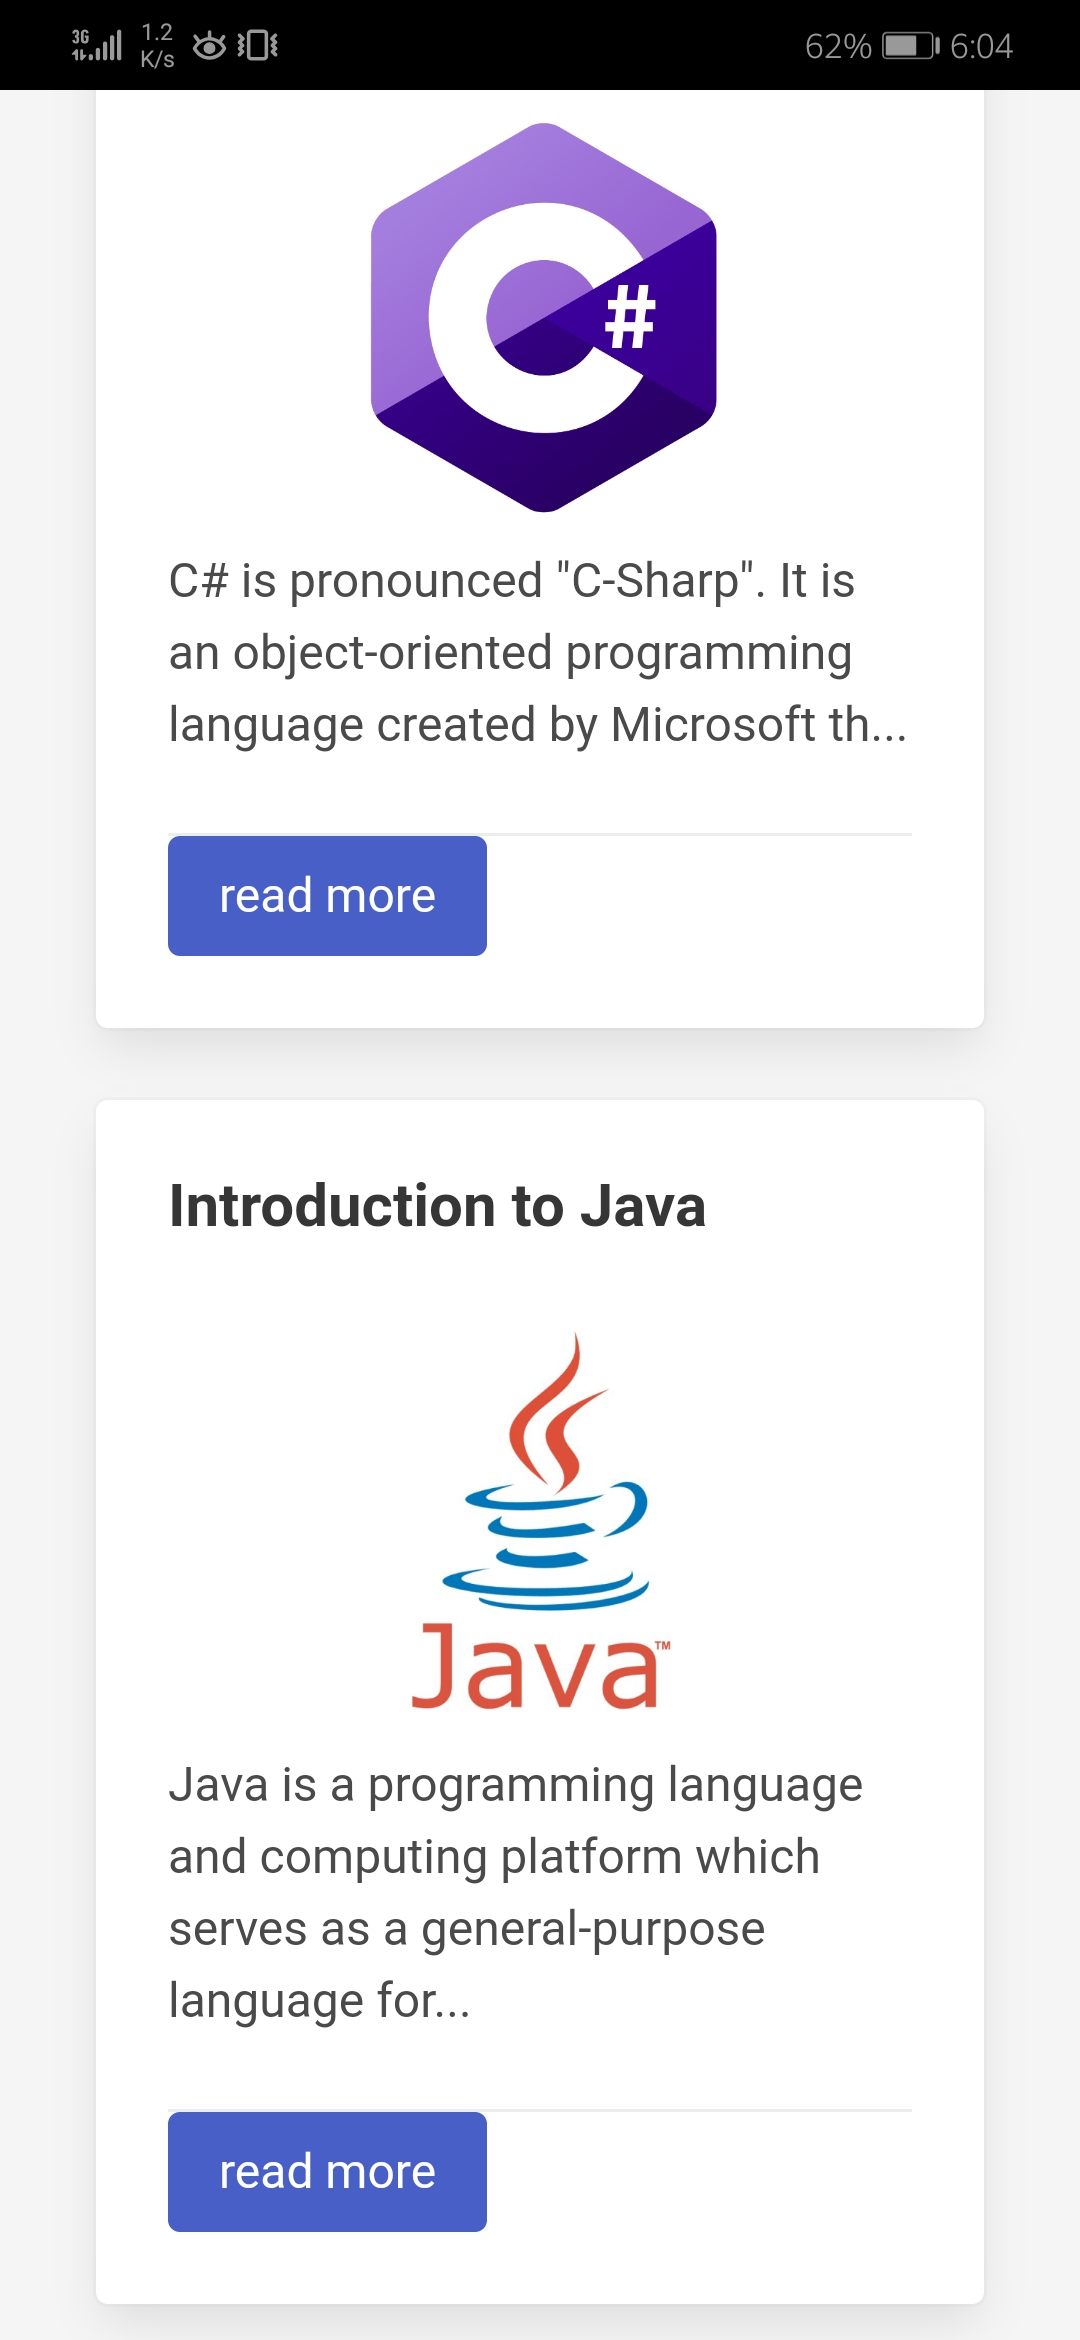 3G
1.2
K/s
62% 6:04
C#
C# is pronounced "C-Sharp". It is
an object-oriented programming
language created by Microsoft th...
read more
Introduction to Java
Java™
Java is a programming language
and computing platform which
serves as a general-purpose
language for...
read more